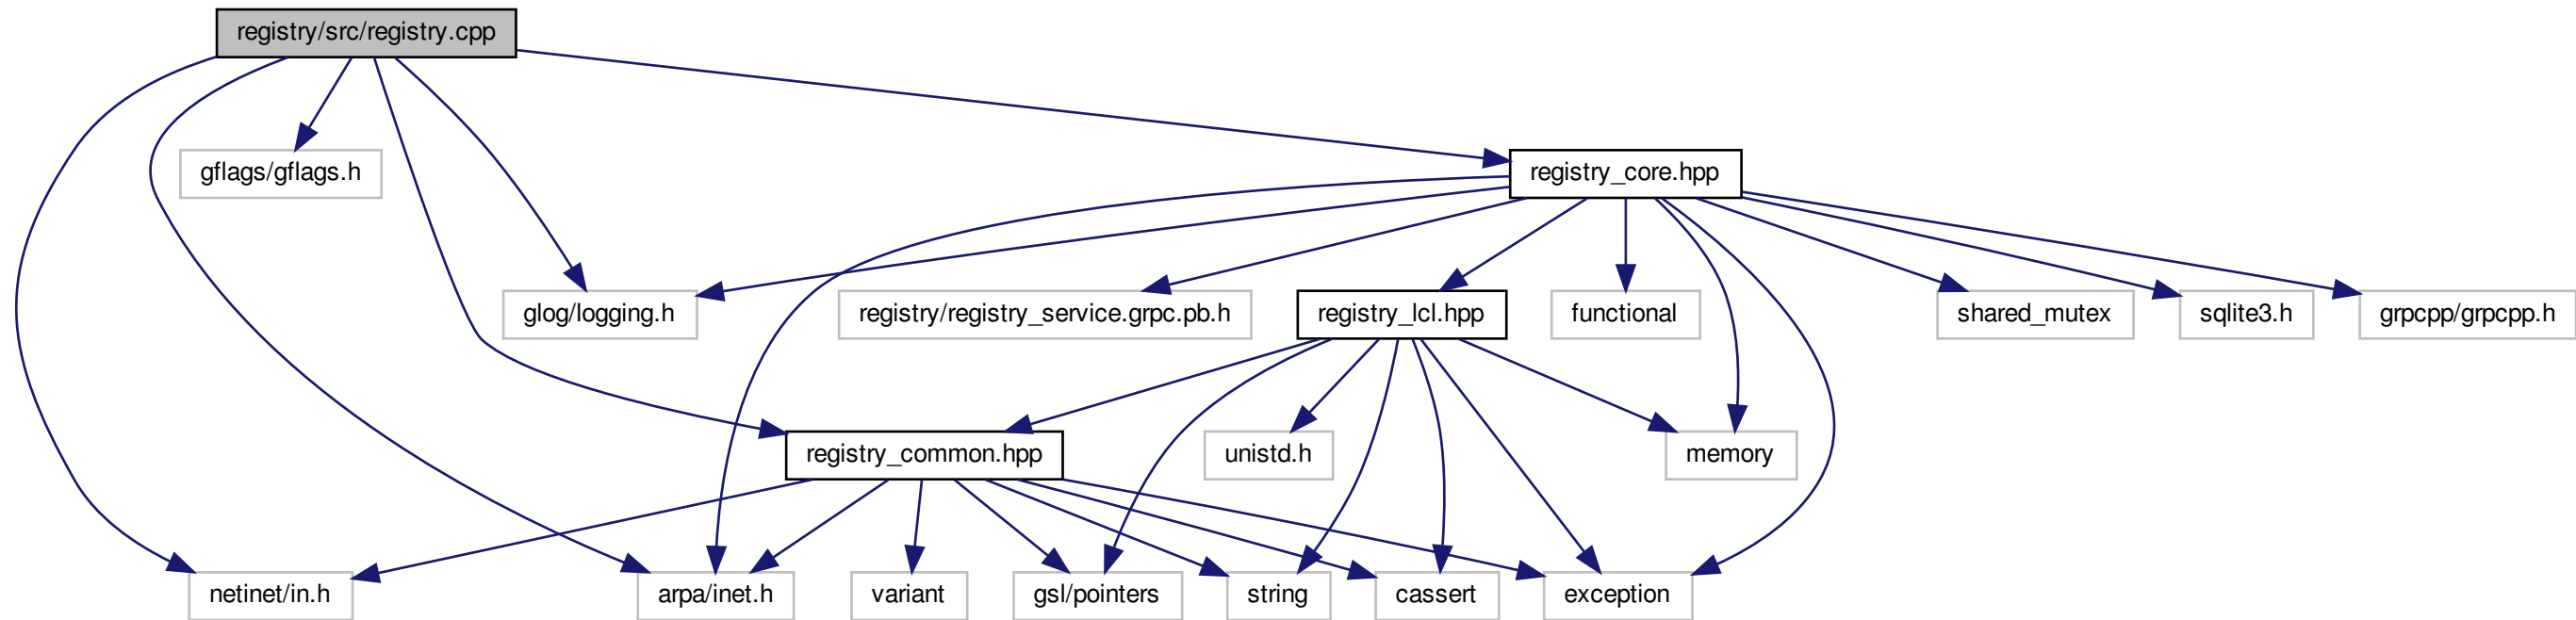 registry/src/registry.cpp
gflags/gflags.h
registry_core.hpp
glog/logging.h
registry/registry_service.grpc.pb.h
registry_lcl.hpp
functional
shared_mutex
sqlite3.h
grpcpp/grpcpp.h
registry_common.hpp
unistd.h
memory
netinet/in.h
arpa/inet.h
variant
gsl/pointers
string
cassert
exception